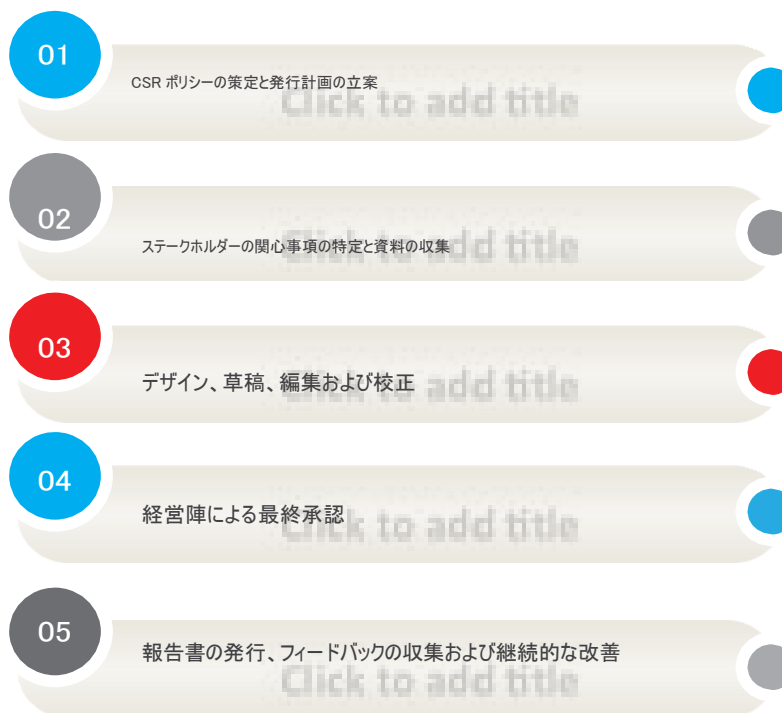 01
CSR ポリシーの策定と発行計画の立案
Click to add title
02
ステークホルダーの関心事項の特定と資料の収集
add title
03
デザイン、草稿、編集および校正
Click to add title
04
経営陣による最終承認
Click to add title
05
報告書の発行、フィードバックの収集および継続的な改善
Click to add title